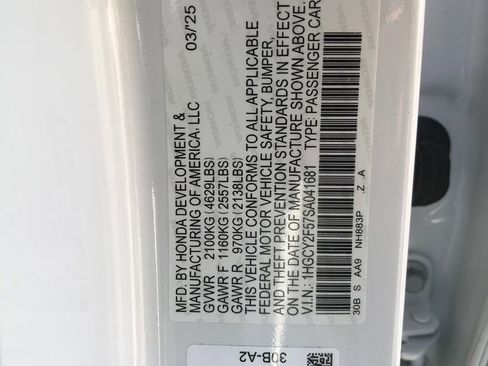 MFD. BY HONDA DEVELOPMENT & 03/'25
MANUFACTURING OF AMERICA. LLC
GVWR 2100KG (4629LBS)
GAWR F 1160KG (2557LBS)
GAWR R 970KG (2138LBS)
THIS VEHICLE CONFORMS TO ALL APPLICABLE
FEDERAL MOTOR VEHICLE SAFETY, BUMPER,
AND THEFT PREVENTION STANDARDS IN EFFECT
ON THE DATE OF MANUFACTURE SHOWN ABOVE.
V.I.N.: 1HGCY2F57SA041681 TYPE: PASSENGER CAR
30B S AA9 NH883P Z A
30B-A2